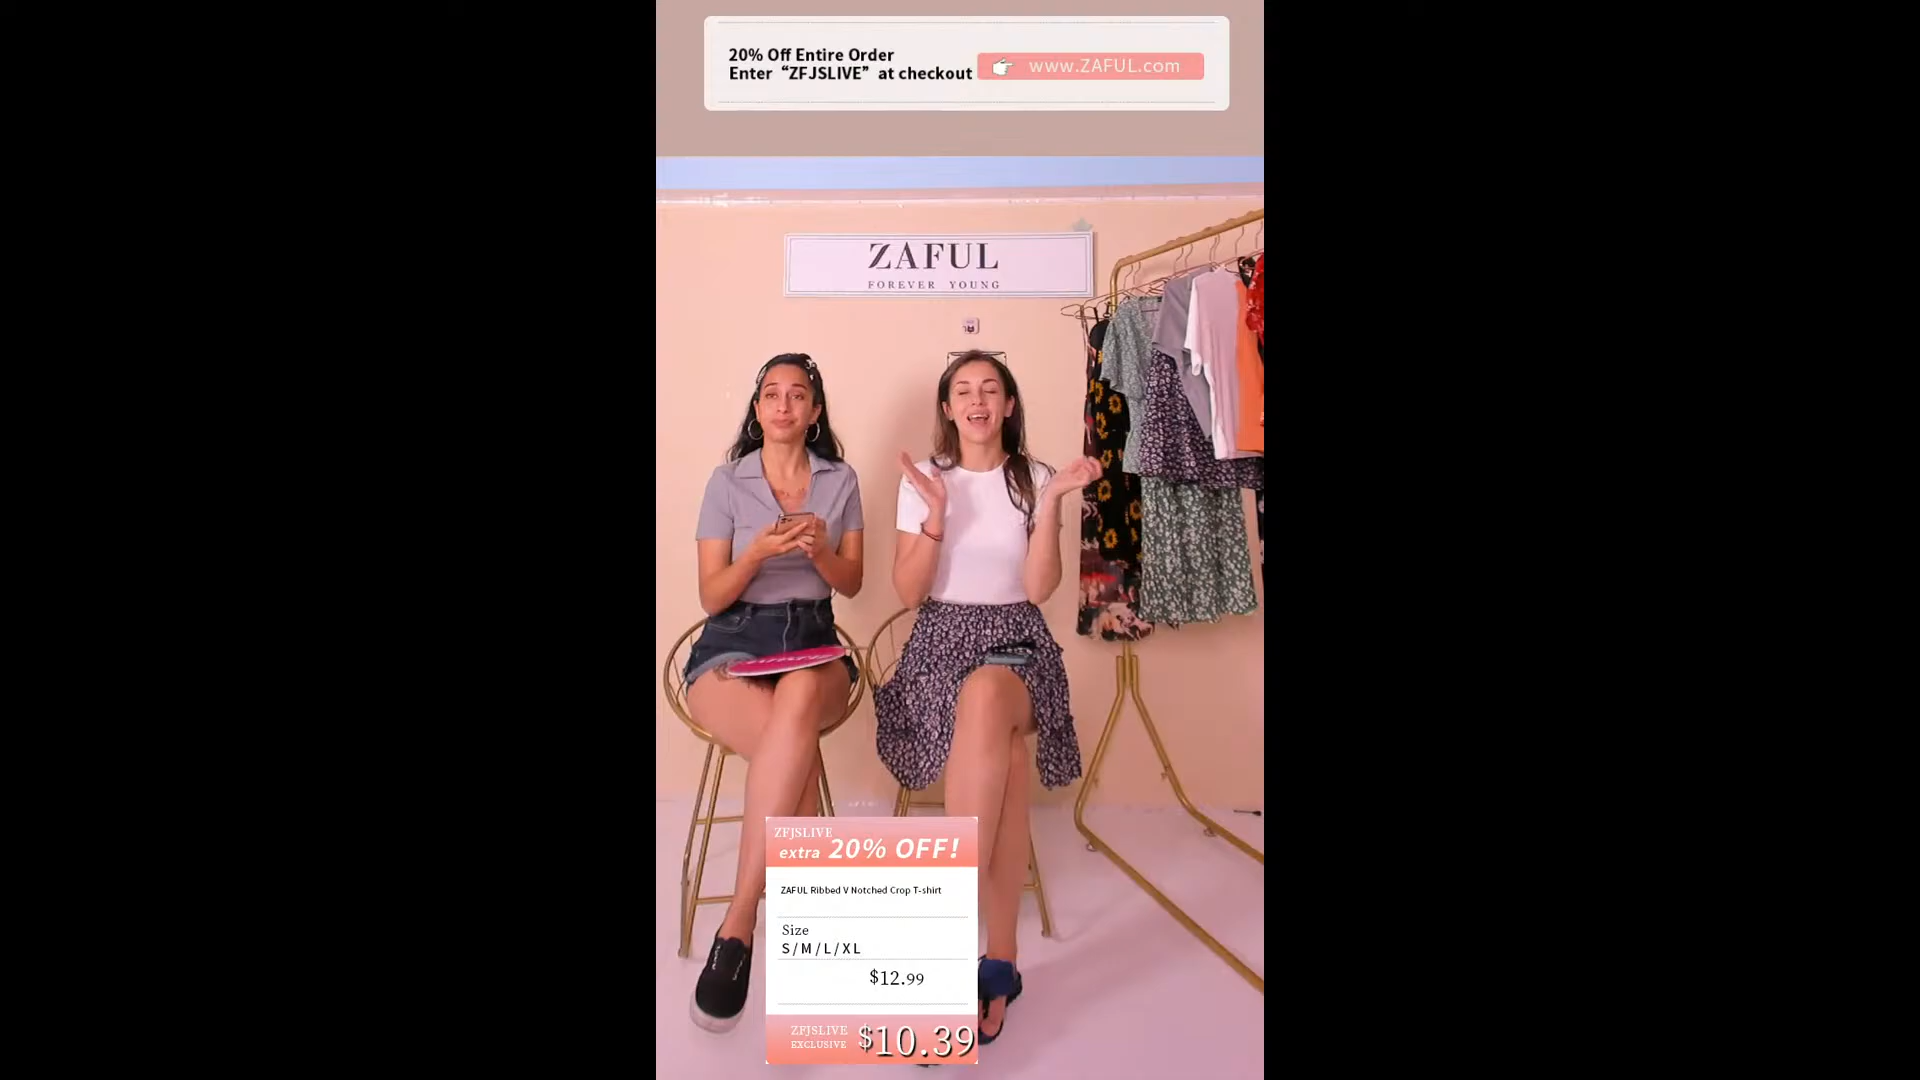 20% Off Entire Order
Enter “ZFJSLIVE” at checkout
www.ZAFUL.com
ZAFUL
FOREVER YOUNG
ZFJSLIVE
extra 20% OFF!
ZAFUL Ribbed V Notched Crop T-shirt
Size
S/M/L/XL
$12.99
ZFJSLIVE
EXCLUSIVE
$10.39